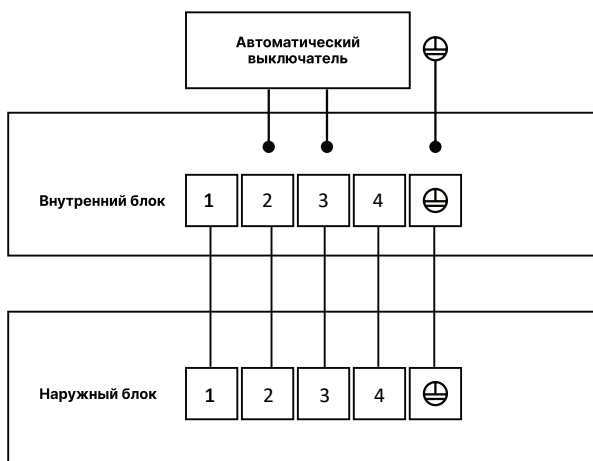 Автоматический
выключатель
Внутренний блок 1 2 3 4
Наружный блок 1 2 3 4